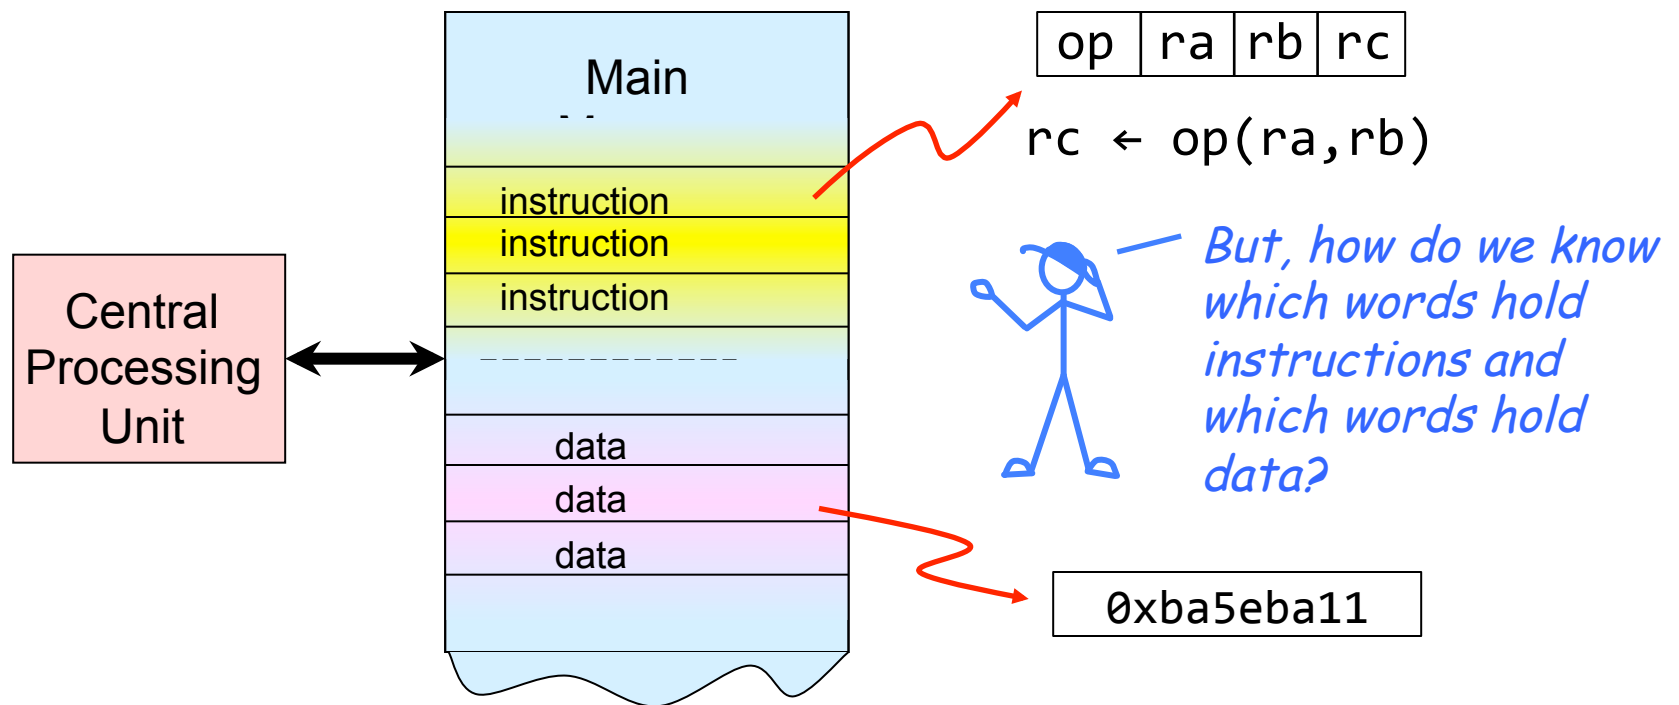 Main
instruction
instruction
instruction
data
data
data
Central
Processing
Unit
op ra rb rc
rc ← op(ra,rb)
But, how do we know
which words hold
instructions and
which words hold
data?
0xba5eba11